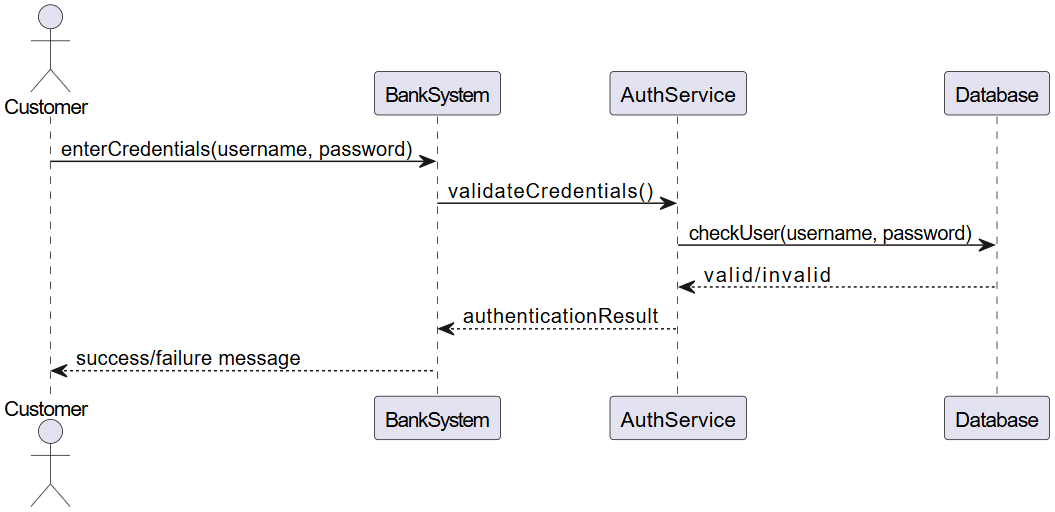 Customer
BankSystem
AuthService
Database
enterCredentials(username, password)
validateCredentials()
checkUser(username, password)
valid/invalid
authenticationResult
success/failure message
Customer
BankSystem
AuthService
Database